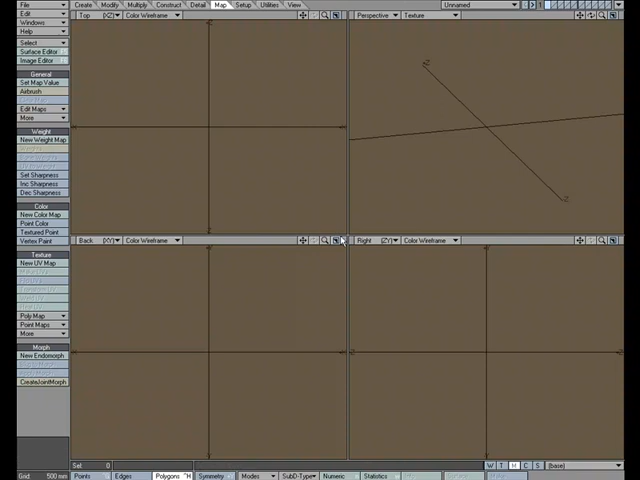 File Create Modify Multiply Construct Detail Map Setup Utilities View Unnamed
Edit Top (XZ) Color Wireframe Perspective Texture
Windows
Help
Select
Surface Editor
Image Editor
General
Set Map Value
Airbrush
Edit Maps
More
Weight
New Weight Map
Set Sharpness
Inc Sharpness
Dec Sharpness
Color
New Color Map
Point Color
Textured Point
Vertex Paint
Back (XY) Color Wireframe Right (ZY) Color Wireframe
Texture
New UV Map
Poly Map
Point Maps
More
Morph
New Endomorph
CreateJointMorph
Sel: 0 W T M C S (base)
Grid: 500 mm Points Edges Polygons ^H Symmetry Modes SubD-Type Numeric Statistics